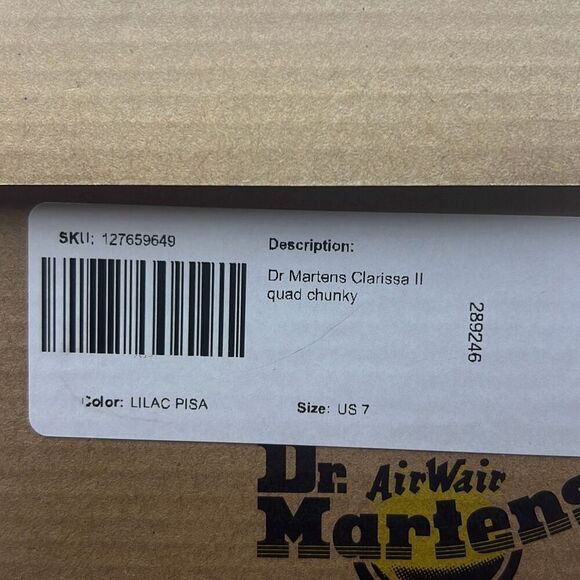 SKU: 127659649
Description:
Dr Martens Clarissa II
quad chunky
289246
Color: LILAC PISA
Size: US 7
Dr. AirWair
Martens